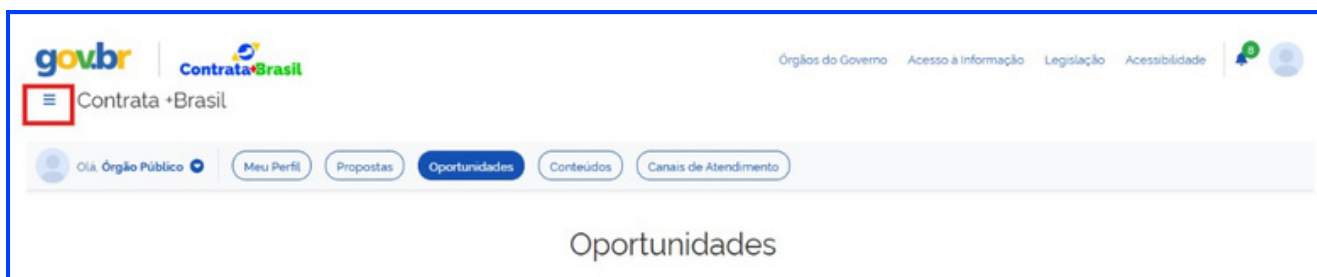 gov.br
Contrata+Brasil
Órgãos do Governo Acesso à Informação Legislação Acessibilidade 8
Contrata +Brasil
Olá, Órgão Público Meu Perfil Propostas Oportunidades Conteúdos Canais de Atendimento
Oportunidades